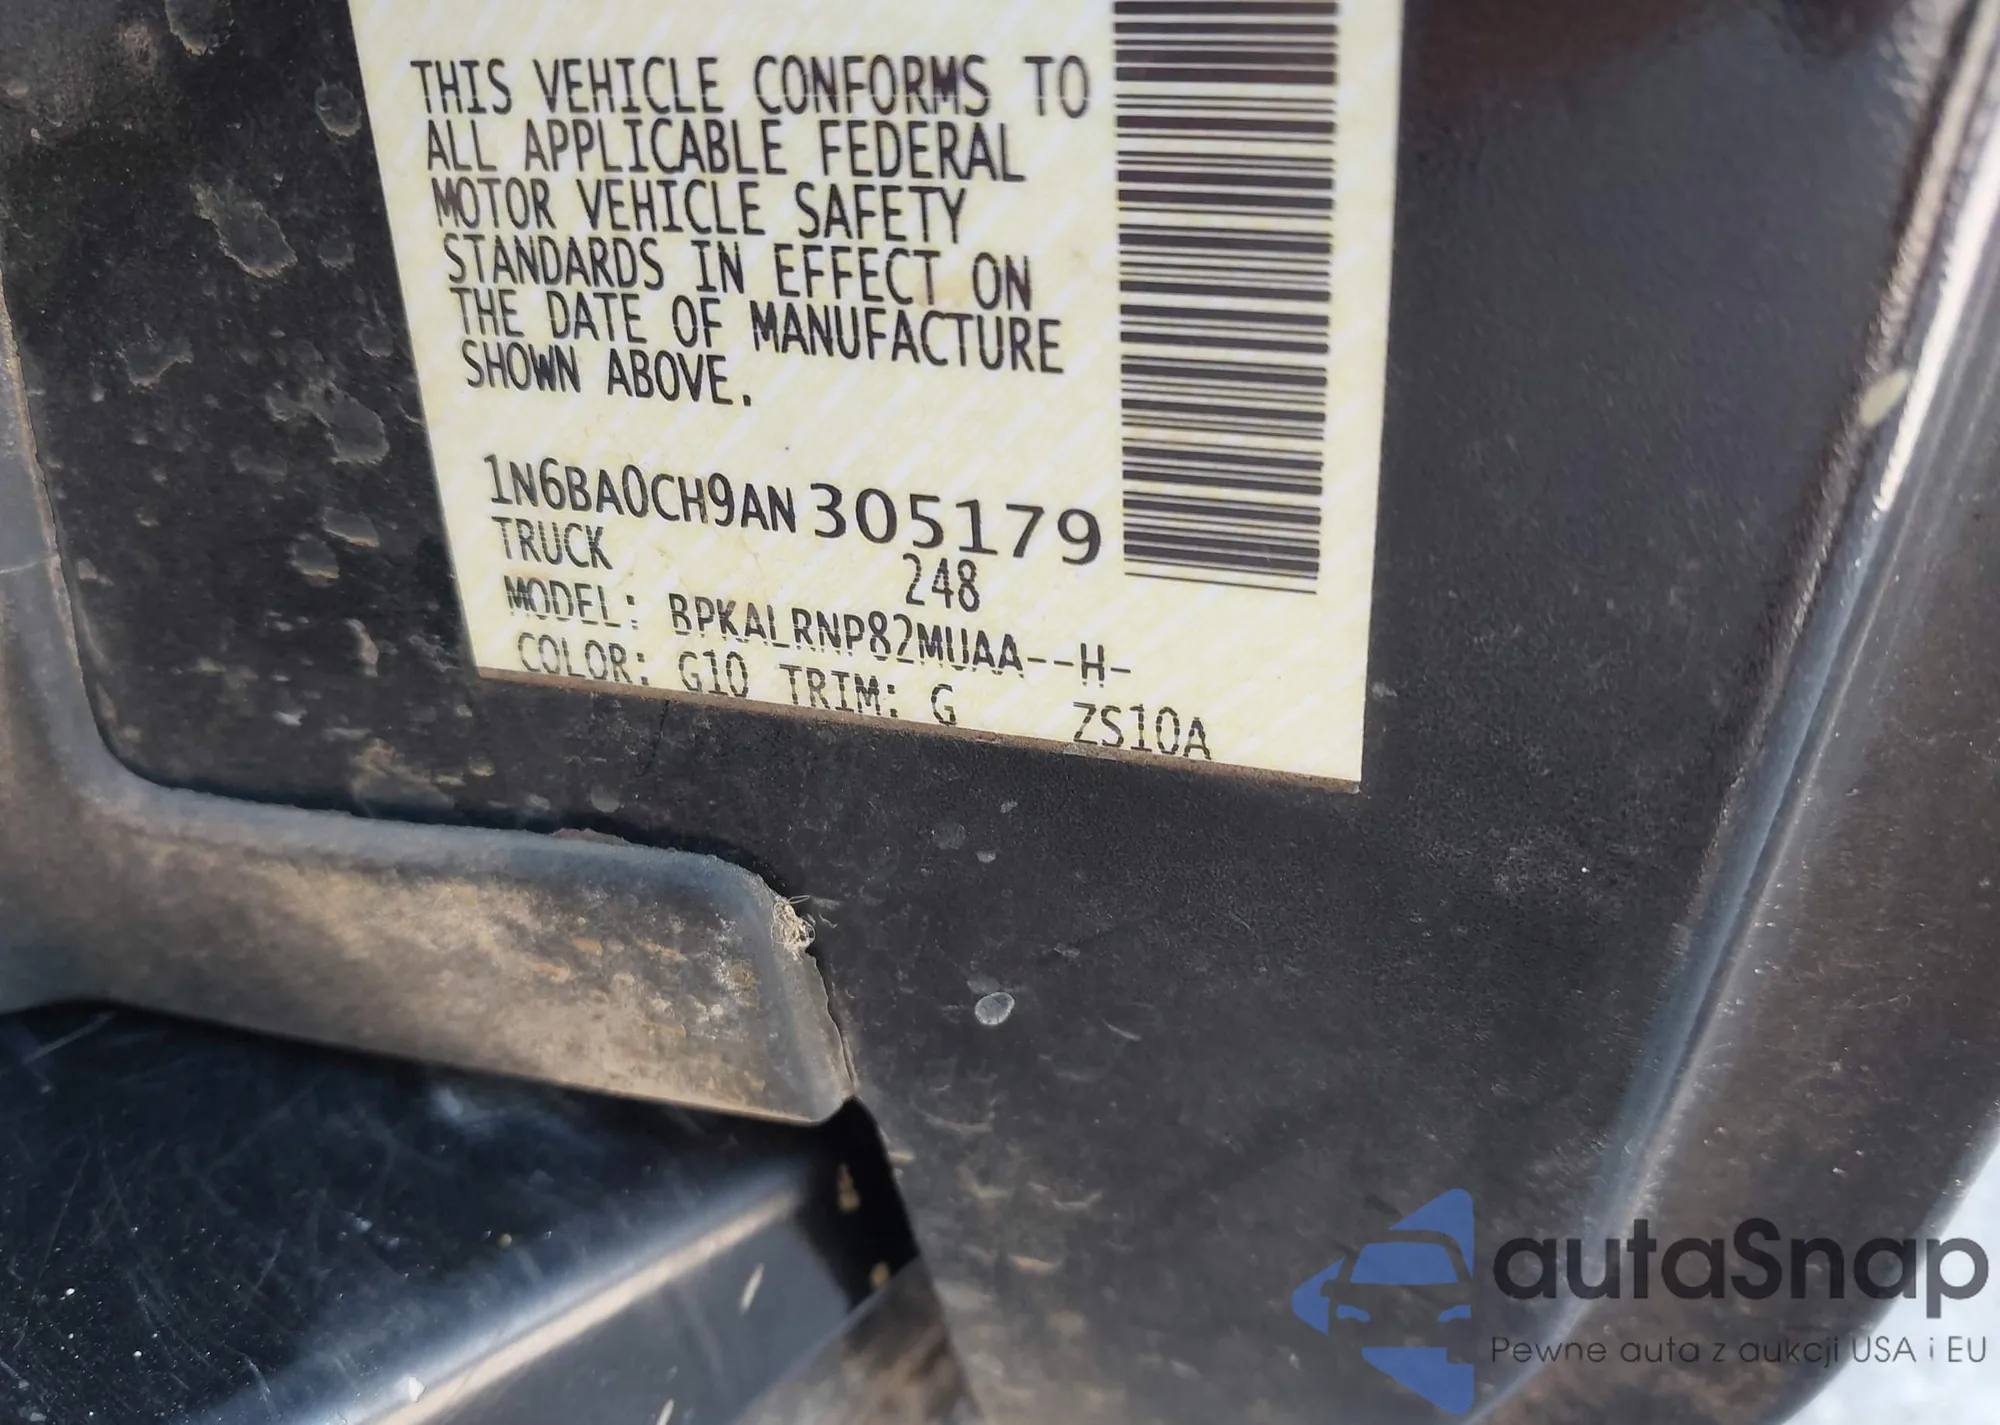 THIS VEHICLE CONFORMS TO
ALL APPLICABLE FEDERAL
MOTOR VEHICLE SAFETY
STANDARDS IN EFFECT ON
THE DATE OF MANUFACTURE
SHOWN ABOVE.
1N6BA0CH9AN305179
TRUCK 248
MODEL: BPKALRNP82MUAA--H-
COLOR: G10 TRIM: G ZS10A
autaSnap
Pewne auta z aukcji USA i EU